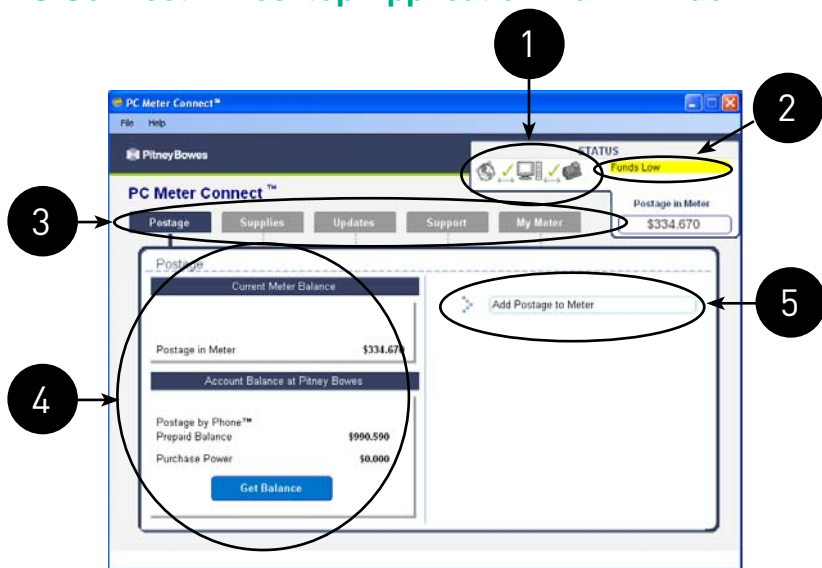 1
2
PC Meter Connect™
File Help
Pitney Bowes
STATUS
Funds Low
PC Meter Connect ™
Postage in Meter
$334.670
3
Postage Supplies Updates Support My Meter
Postage
Current Meter Balance
Add Postage to Meter
5
Postage in Meter $334.670
Account Balance at Pitney Bowes
4
Postage by Phone™
Prepaid Balance $990.590
Purchase Power $0.000
Get Balance